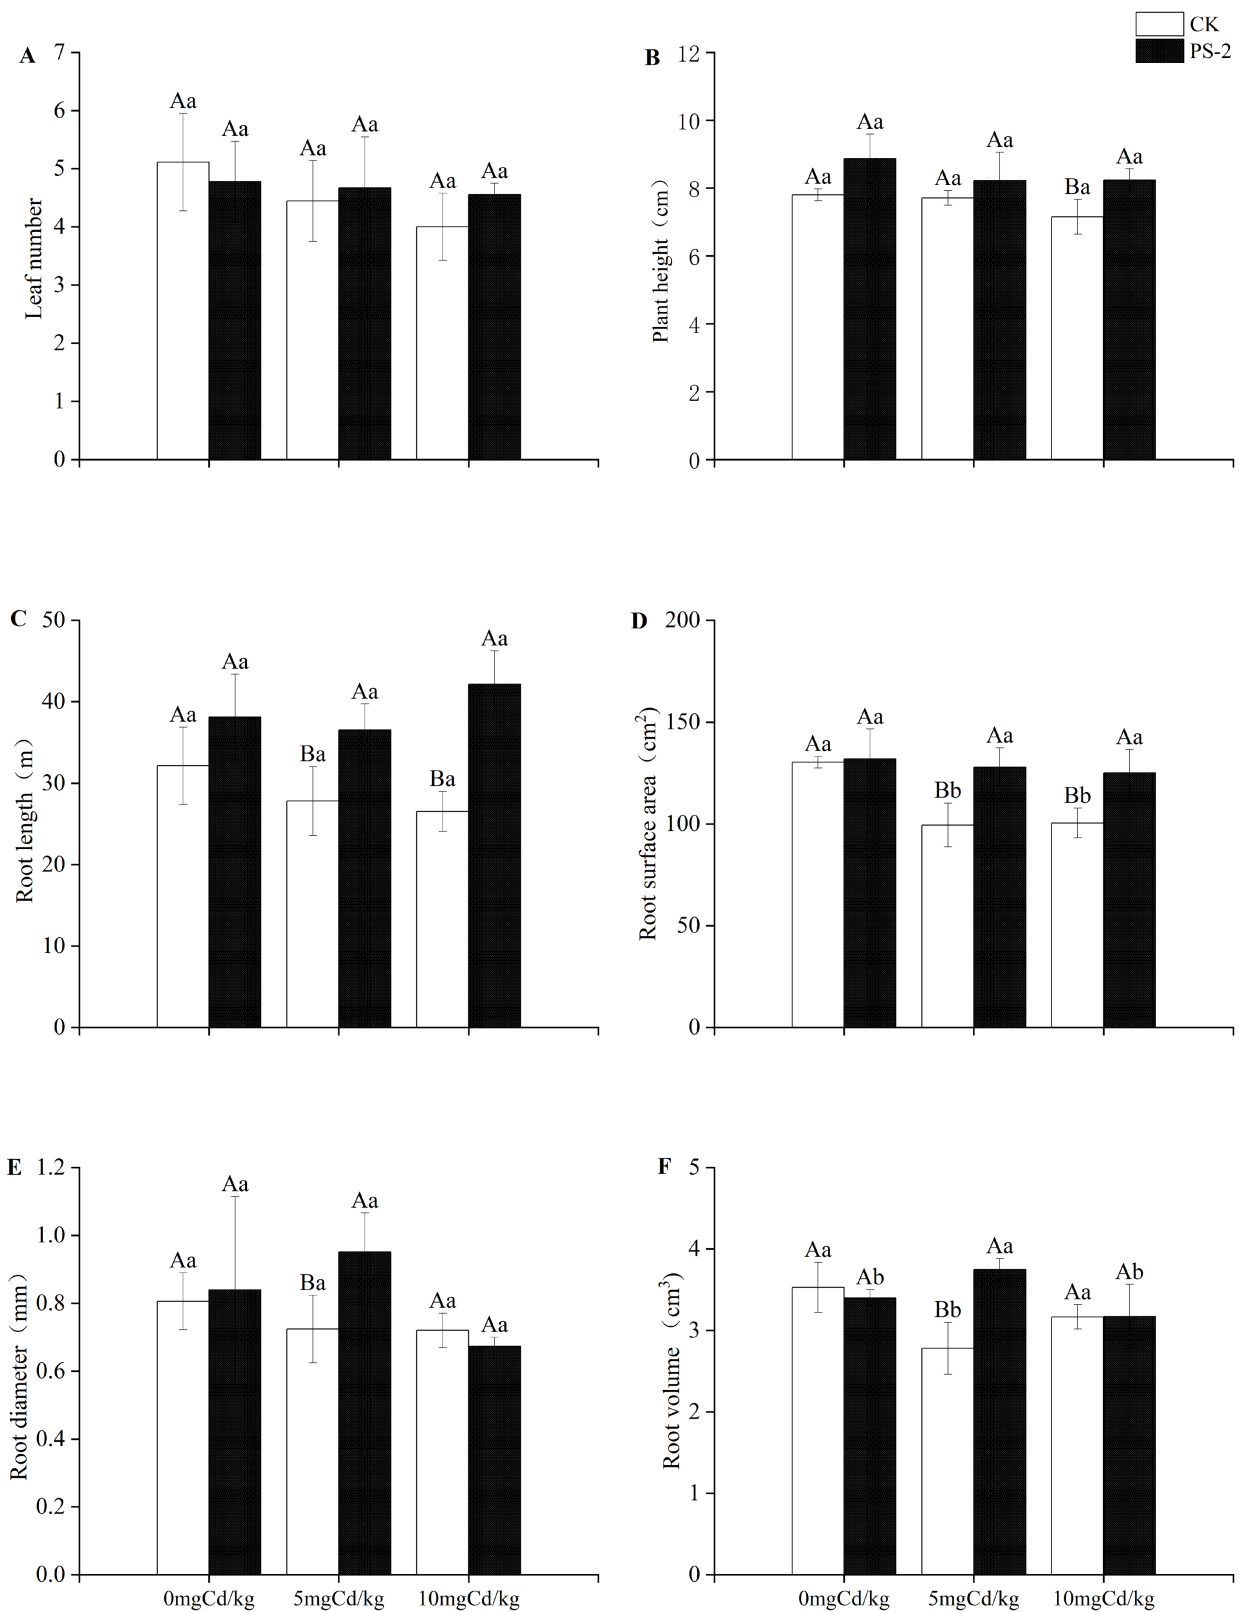 CK
PS-2
A
7
6
5
4
3
2
1
0
Leaf number
Aa
Aa
Aa
Aa
Aa
Aa
B
12
10
8
6
4
2
0
Plant height（cm）
Aa
Aa
Aa
Aa
Ba
Aa
C
50
40
30
20
10
0
Root length（m）
Aa
Aa
Ba
Aa
Ba
Aa
D
200
150
100
50
0
Root surface area（cm²）
Aa
Aa
Bb
Aa
Bb
Aa
E
1.2
1.0
0.8
0.6
0.4
0.2
0.0
Root diameter（mm）
Aa
Aa
Ba
Aa
Aa
Aa
0mgCd/kg
5mgCd/kg
10mgCd/kg
F
5
4
3
2
1
0
Root volume（cm³）
Aa
Ab
Bb
Aa
Aa
Ab
0mgCd/kg
5mgCd/kg
10mgCd/kg